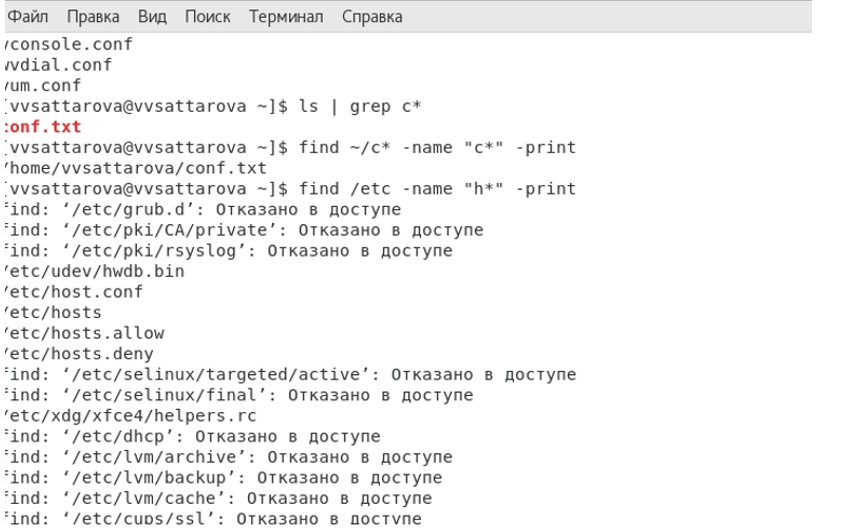 Файл Правка Вид Поиск Терминал Справка
vconsole.conf
wvdial.conf
yum.conf
[vvsattarova@vvsattarova ~]$ ls | grep c*
conf.txt
[vvsattarova@vvsattarova ~]$ find ~/c* -name "c*" -print
/home/vvsattarova/conf.txt
[vvsattarova@vvsattarova ~]$ find /etc -name "h*" -print
find: ‘/etc/grub.d’: Отказано в доступе
find: ‘/etc/pki/CA/private’: Отказано в доступе
find: ‘/etc/pki/rsyslog’: Отказано в доступе
/etc/udev/hwdb.bin
/etc/host.conf
/etc/hosts
/etc/hosts.allow
/etc/hosts.deny
find: ‘/etc/selinux/targeted/active’: Отказано в доступе
find: ‘/etc/selinux/final’: Отказано в доступе
/etc/xdg/xfce4/helpers.rc
find: ‘/etc/dhcp’: Отказано в доступе
find: ‘/etc/lvm/archive’: Отказано в доступе
find: ‘/etc/lvm/backup’: Отказано в доступе
find: ‘/etc/lvm/cache’: Отказано в доступе
find: ‘/etc/cups/ssl’: Отказано в доступе